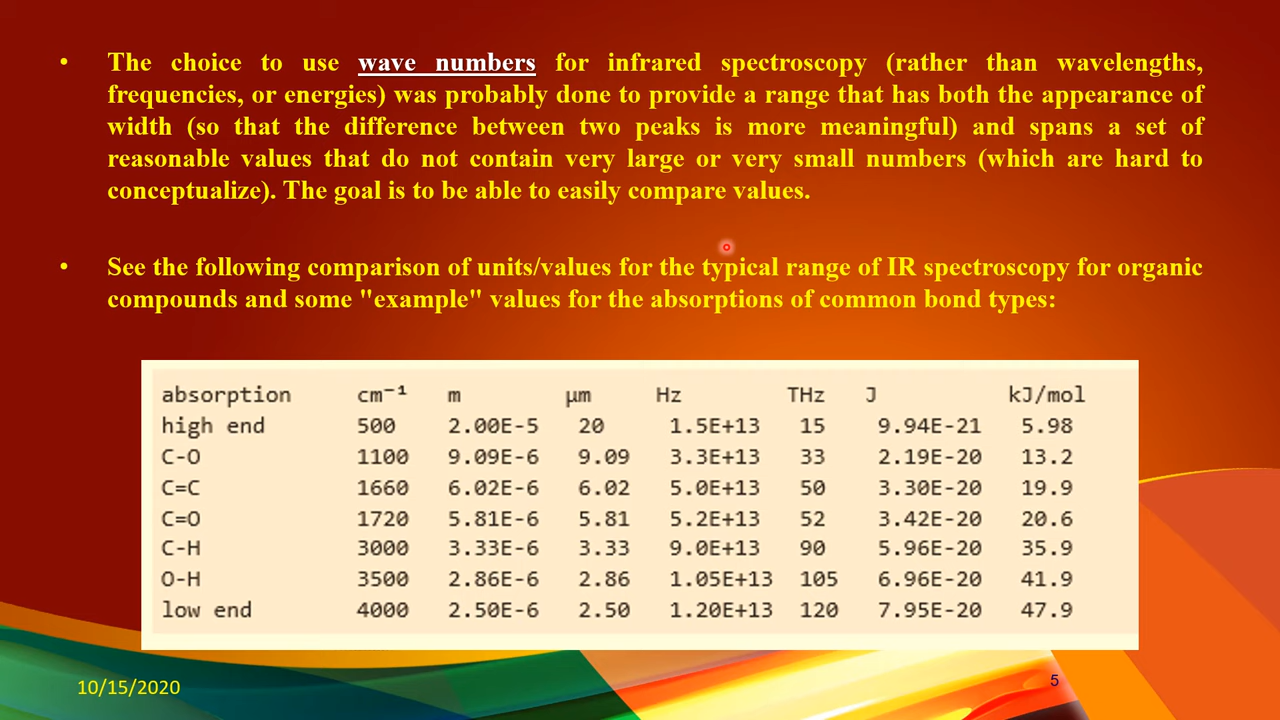 • The choice to use wave numbers for infrared spectroscopy (rather than wavelengths,
frequencies, or energies) was probably done to provide a range that has both the appearance of
width (so that the difference between two peaks is more meaningful) and spans a set of
reasonable values that do not contain very large or very small numbers (which are hard to
conceptualize). The goal is to be able to easily compare values.
• See the following comparison of units/values for the typical range of IR spectroscopy for organic
compounds and some "example" values for the absorptions of common bond types:
absorption cm⁻¹ m μm Hz THz J kJ/mol
high end 500 2.00E-5 20 1.5E+13 15 9.94E-21 5.98
C-O 1100 9.09E-6 9.09 3.3E+13 33 2.19E-20 13.2
C=C 1660 6.02E-6 6.02 5.0E+13 50 3.30E-20 19.9
C=O 1720 5.81E-6 5.81 5.2E+13 52 3.42E-20 20.6
C-H 3000 3.33E-6 3.33 9.0E+13 90 5.96E-20 35.9
O-H 3500 2.86E-6 2.86 1.05E+13 105 6.96E-20 41.9
low end 4000 2.50E-6 2.50 1.20E+13 120 7.95E-20 47.9
10/15/2020
5